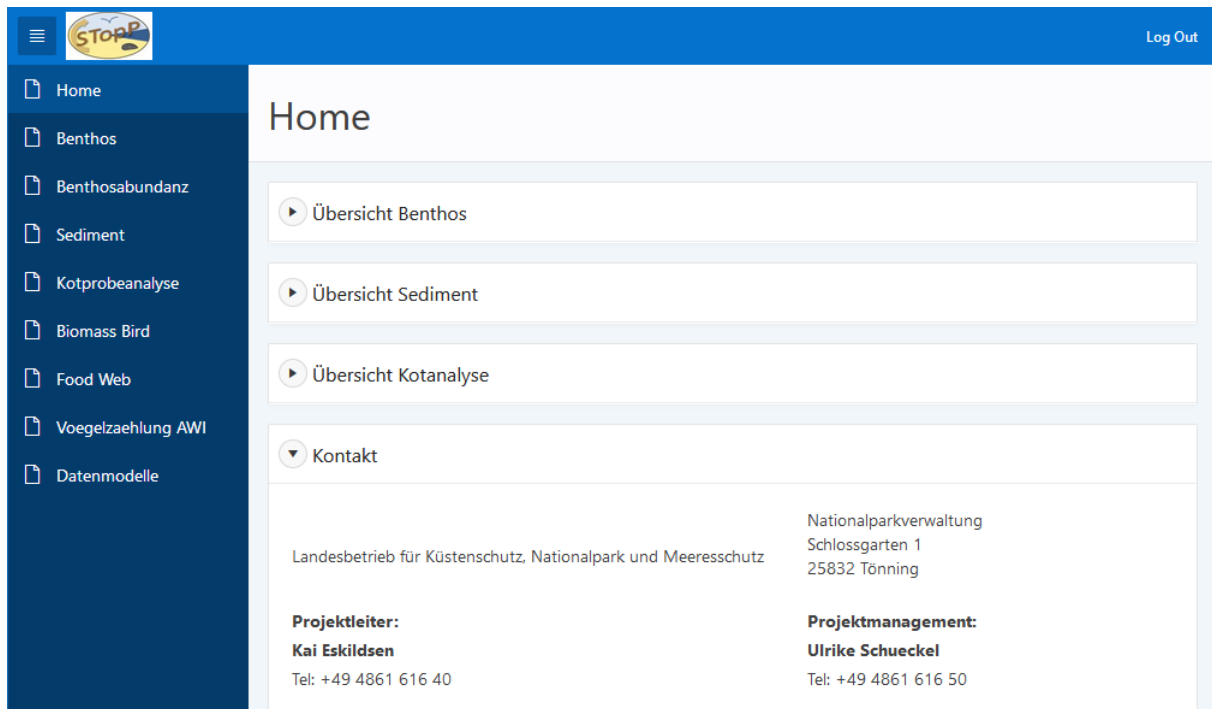 STOPP
Log Out
Home
Benthos
Benthosabundanz
Sediment
Kotprobeanalyse
Biomass Bird
Food Web
Voegelzaehlung AWI
Datenmodelle
Home
Übersicht Benthos
Übersicht Sediment
Übersicht Kotanalyse
Kontakt
Landesbetrieb für Küstenschutz, Nationalpark und Meeresschutz
Nationalparkverwaltung
Schlossgarten 1
25832 Tönning
Projektleiter:
Kai Eskildsen
Tel: +49 4861 616 40
Projektmanagement:
Ulrike Schueckel
Tel: +49 4861 616 50